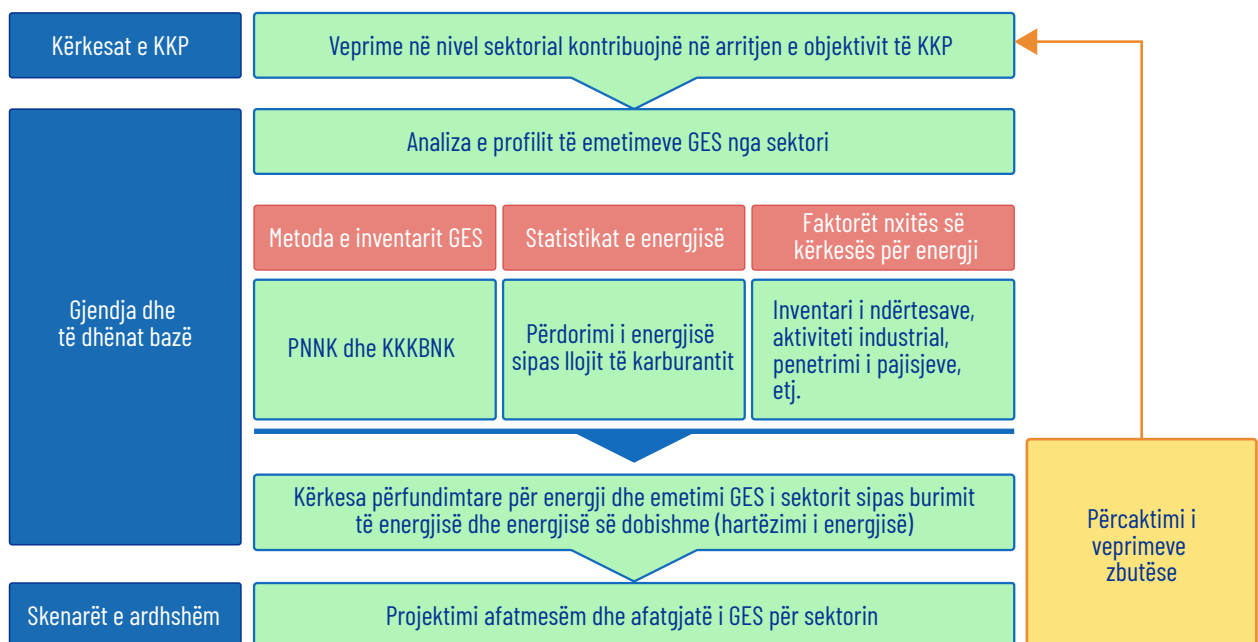 Kërkesat e KKP
Veprime në nivel sektorial kontribuojnë në arritjen e objektivit të KKP
Gjendja dhe
të dhënat bazë
Analiza e profilit të emetimeve GES nga sektori
Metoda e inventarit GES
Statistikat e energjisë
Faktorët nxitës së
kërkesës për energji
PNNK dhe KKKBNK
Përdorimi i energjisë
sipas llojit të karburantit
Inventari i ndërtesave,
aktiviteti industrial,
penetrimi i pajisjeve,
etj.
Kërkesa përfundimtare për energji dhe emetimi GES i sektorit sipas burimit
të energjisë dhe energjisë së dobishme (hartëzimi i energjisë)
Përcaktimi i
veprimeve
zbutëse
Skenarët e ardhshëm
Projektimi afatmesëm dhe afatgjatë i GES për sektorin